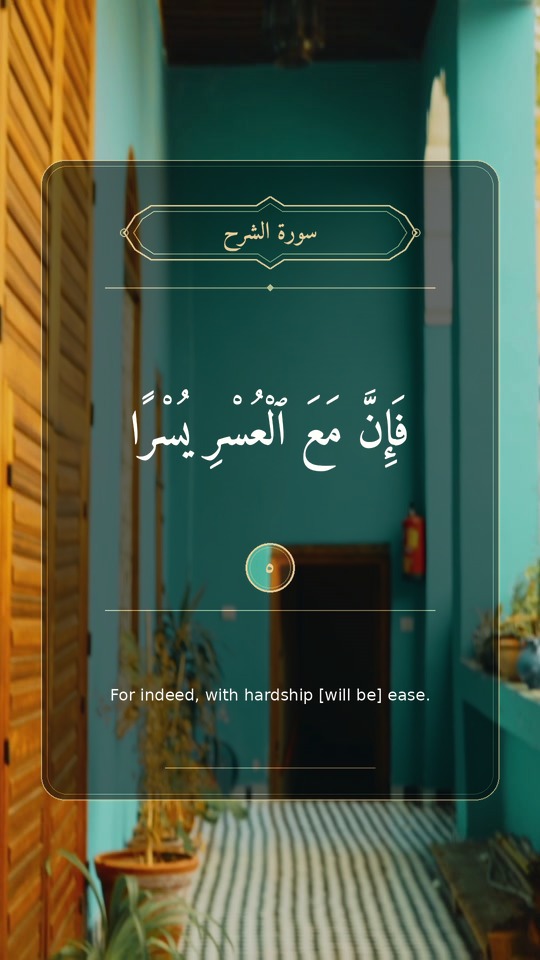 سورة الشرح
فَإِنَّ مَعَ ٱلْعُسْرِ يُسْرًا
٥
For indeed, with hardship [will be] ease.